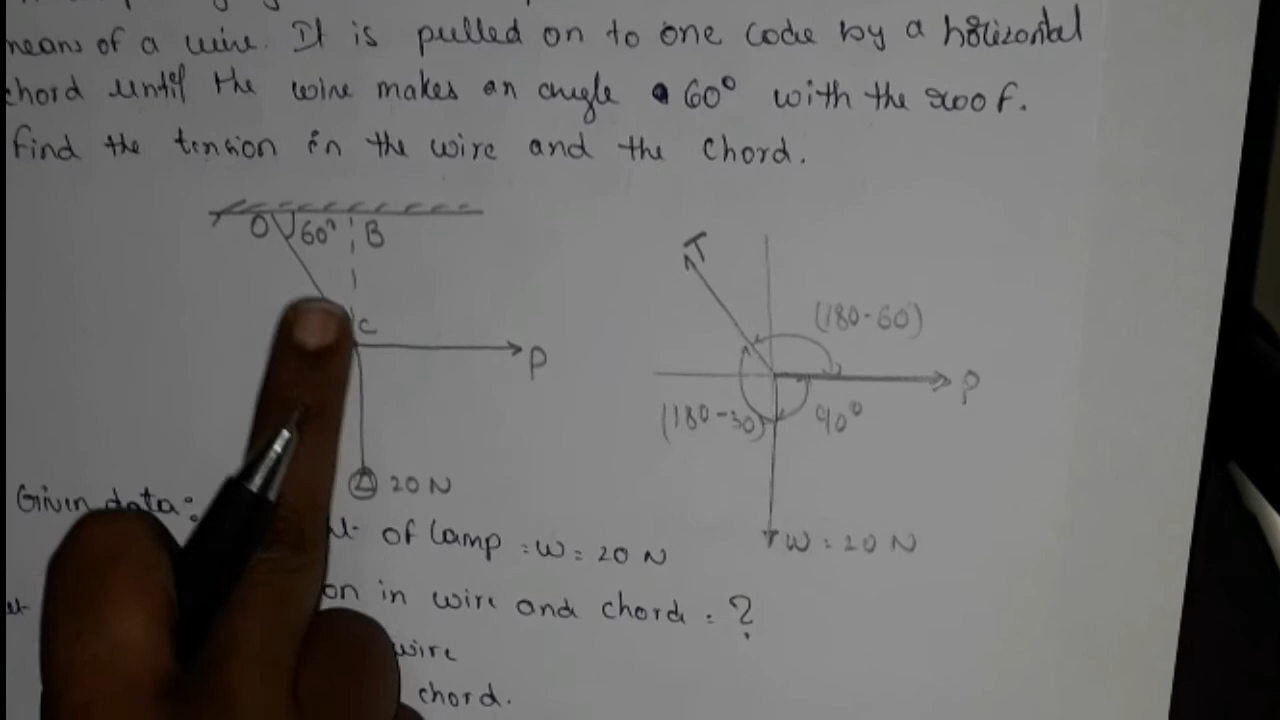 means of a wire. It is pulled on to one code by a horizontal
chord until the wire makes an angle 60° with the roof.
find the tension in the wire and the chord.
O 60° B
C
P
20 N
T
(180-60)
P
(180-30) 90°
W = 20 N
Given data:
of lamp = W = 20 N
on in wire and chord = ?
wire
chord.